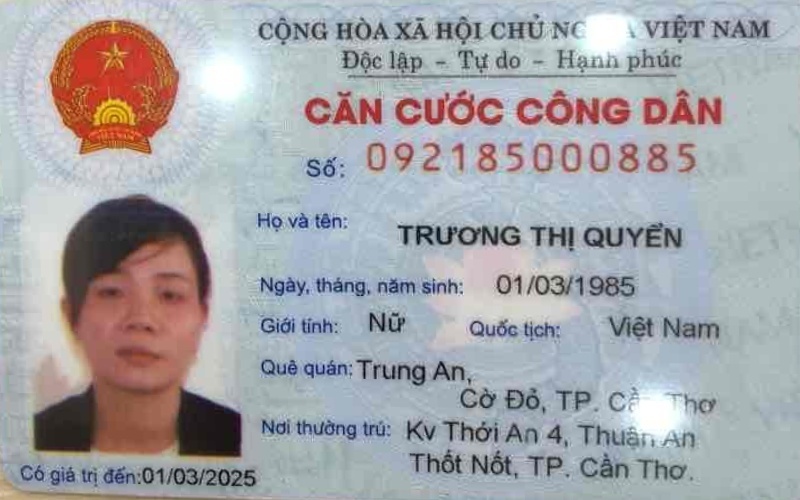 CỘNG HÒA XÃ HỘI CHỦ VIỆT NAM
Độc lập - Tự do - Hạnh phúc
CĂN CƯỚC CÔNG DÂN
Số: 092185000885
Họ và tên: TRƯƠNG THỊ QUYỂN
Ngày, tháng, năm sinh: 01/03/1985
Giới tính: Nữ Quốc tịch: Việt Nam
Quê quán: Trung An,
Cờ Đỏ, TP. Cần Thơ
Nơi thường trú: Kv Thới An 4, Thuận An
Thốt Nốt, TP. Cần Thơ.
Có giá trị đến: 01/03/2025